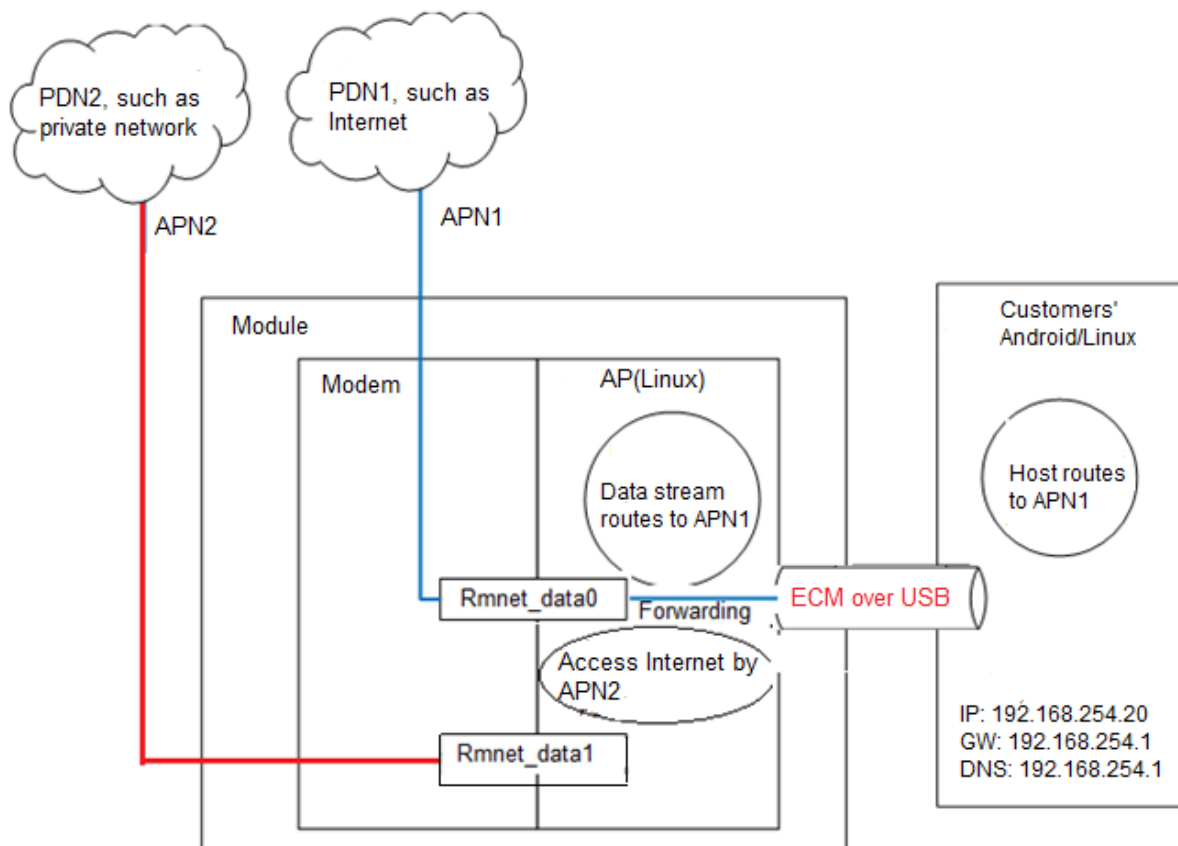 PDN2, such as
private network
PDN1, such as
Internet
APN2
APN1
Module
Modem
AP(Linux)
Data stream
routes to APN1
Rmnet_data0
Forwarding
ECM over USB
Access Internet by
APN2
Rmnet_data1
Customers'
Android/Linux
Host routes
to APN1
IP: 192.168.254.20
GW: 192.168.254.1
DNS: 192.168.254.1